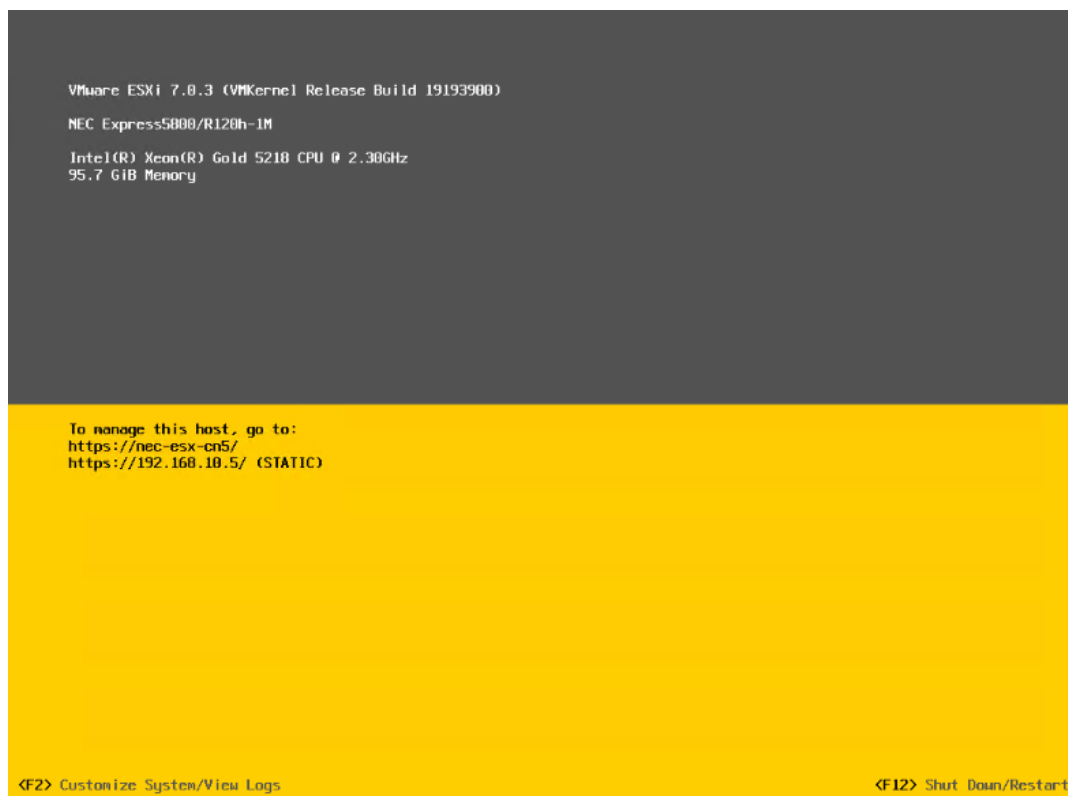 VMware ESXi 7.0.3 (VMKernel Release Build 19193900)
NEC Express5800/R120h-1M
Intel(R) Xeon(R) Gold 5218 CPU @ 2.30GHz
95.7 GiB Memory
To manage this host, go to:
https://nec-esx-cn5/
https://192.168.10.5/ (STATIC)
<F2> Customize System/View Logs
<F12> Shut Down/Restart